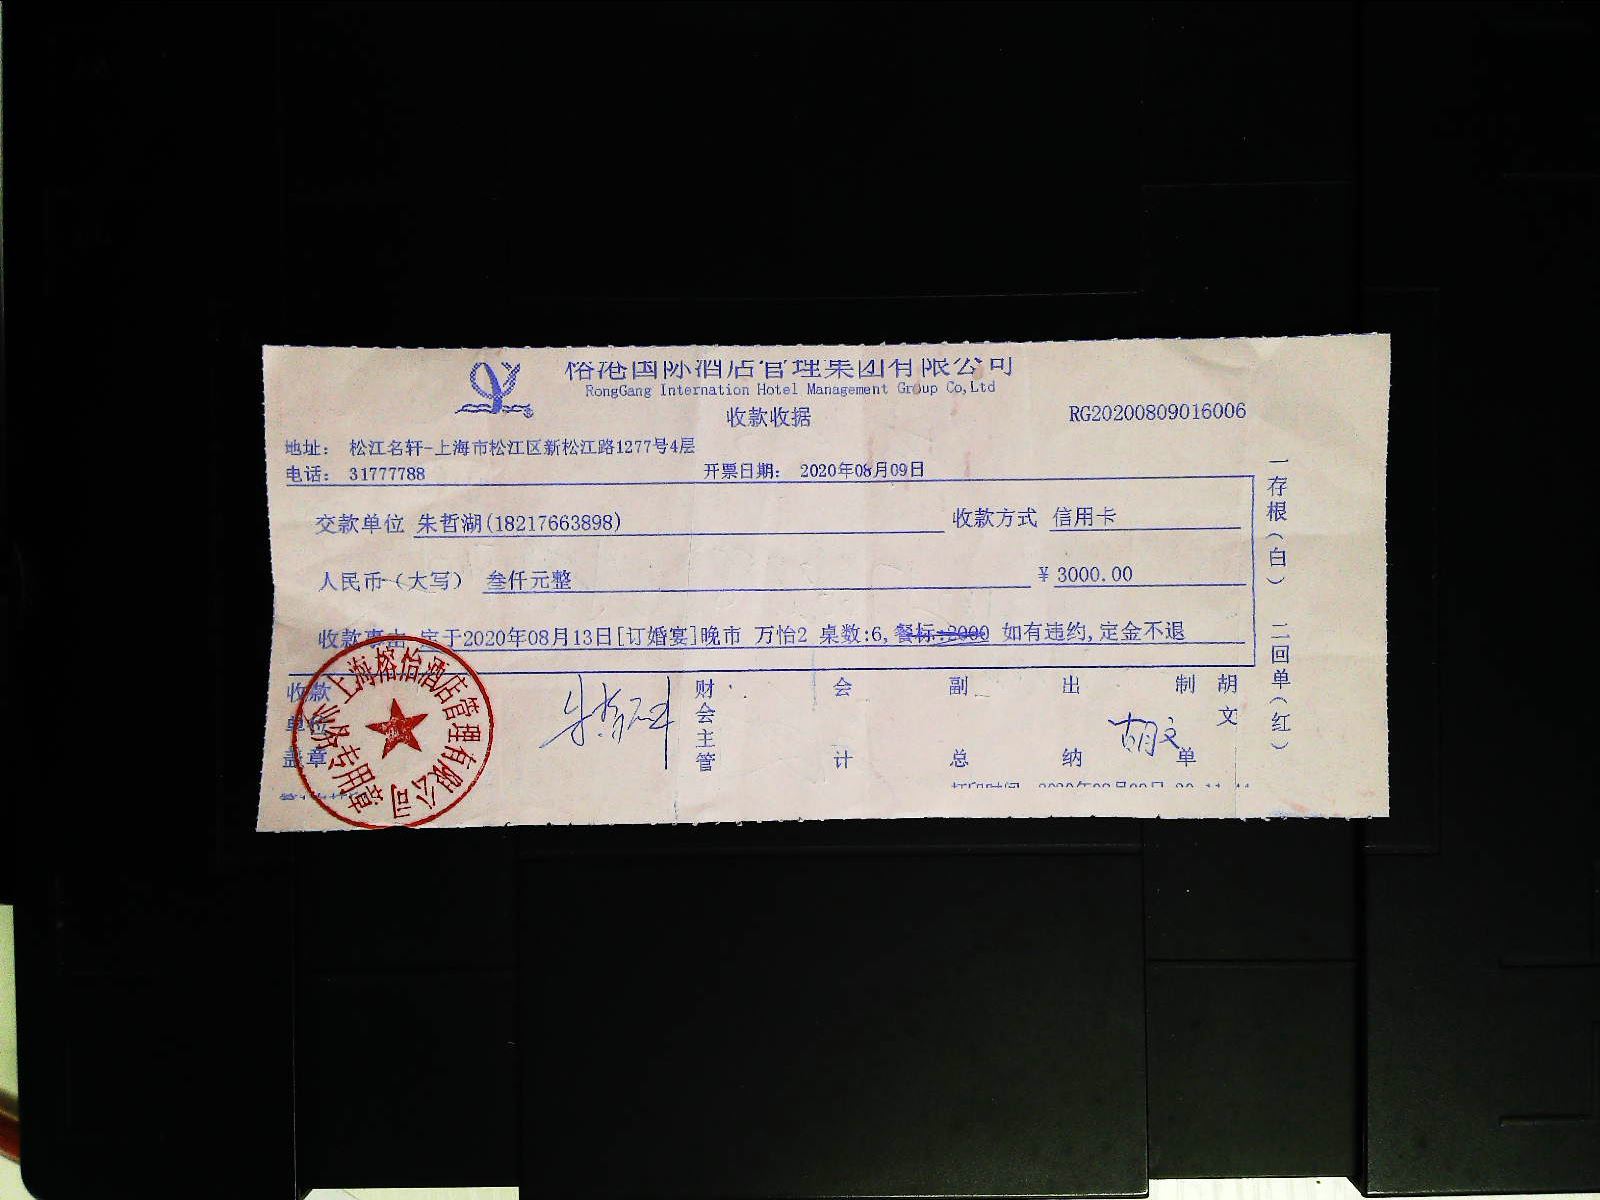 榕港国际酒店管理集团有限公司
RongGang Internation Hotel Management Group Co,Ltd
收款收据
RG20200809016006
地址： 松江名轩-上海市松江区新松江路1277号4层
电话： 31777788
开票日期： 2020年08月09日
交款单位 朱哲湖(18217663898)
收款方式 信用卡
人民币（大写） 叁仟元整
￥3000.00
收款事由 定于2020年08月13日[订婚宴]晚市 万怡2 桌数:6,餐标:2000 如有违约,定金不退
收款单位盖章
财会主管
会计
副总
出纳
胡文
制单
胡文
一存根（白） 二回单（红）
上海榕怡酒店管理有限公司
业务专用章
打印时间